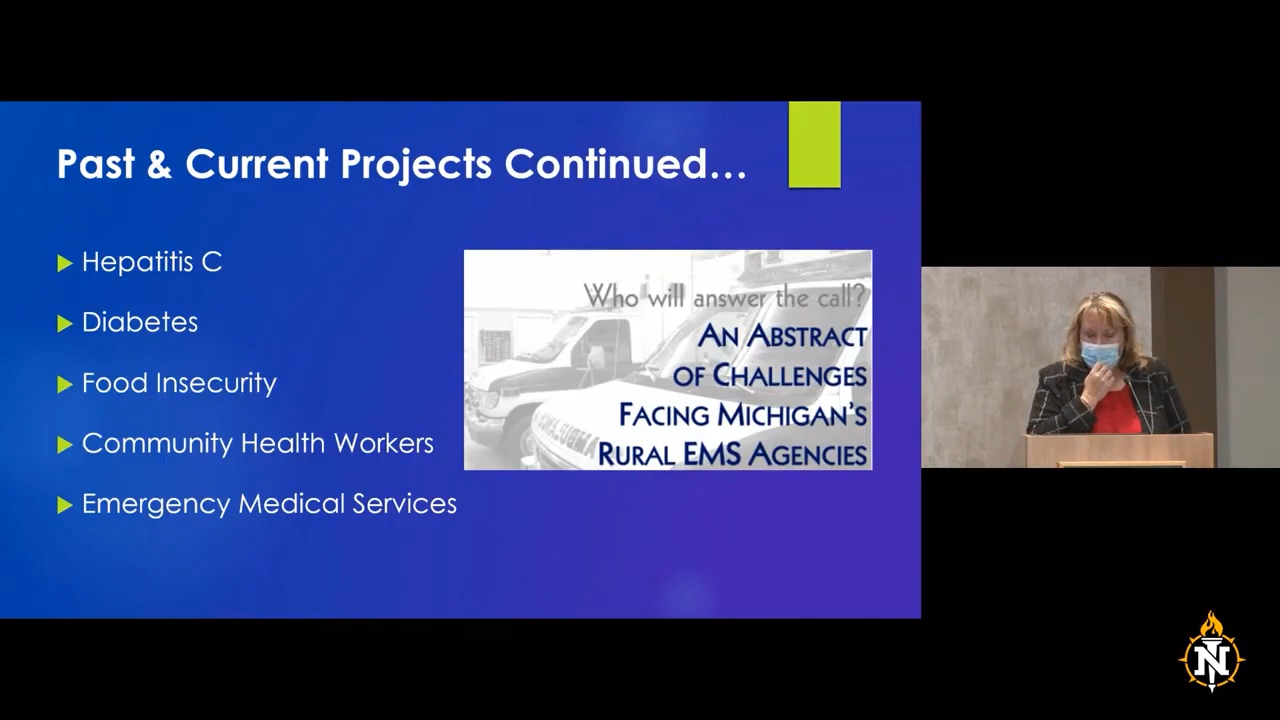 Past & Current Projects Continued…
Hepatitis C
Diabetes
Food Insecurity
Community Health Workers
Emergency Medical Services
Who will answer the call?
AN ABSTRACT
OF CHALLENGES
FACING MICHIGAN'S
RURAL EMS AGENCIES
AMBULANCE
N